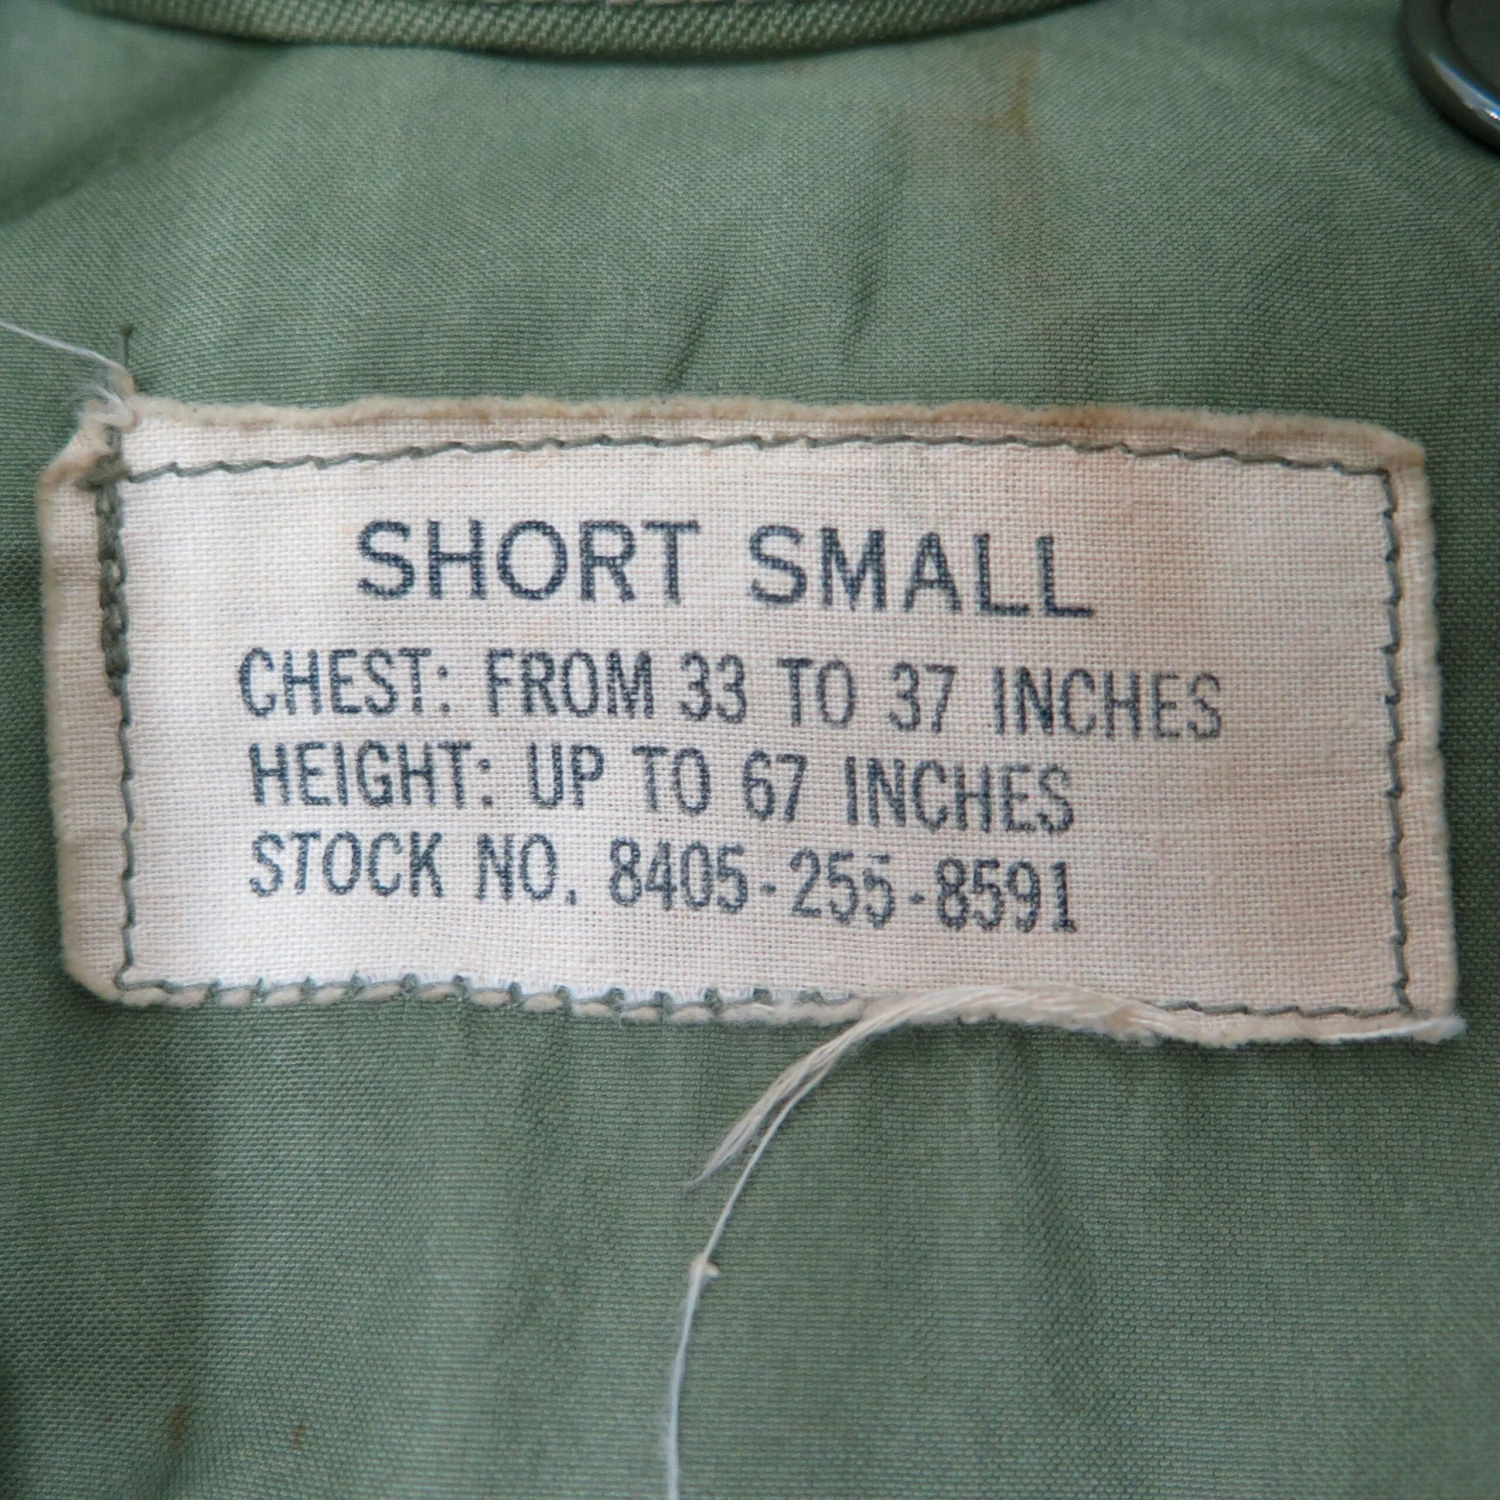 SHORT SMALL
CHEST: FROM 33 TO 37 INCHES
HEIGHT: UP TO 67 INCHES
STOCK NO. 8405-255-8591